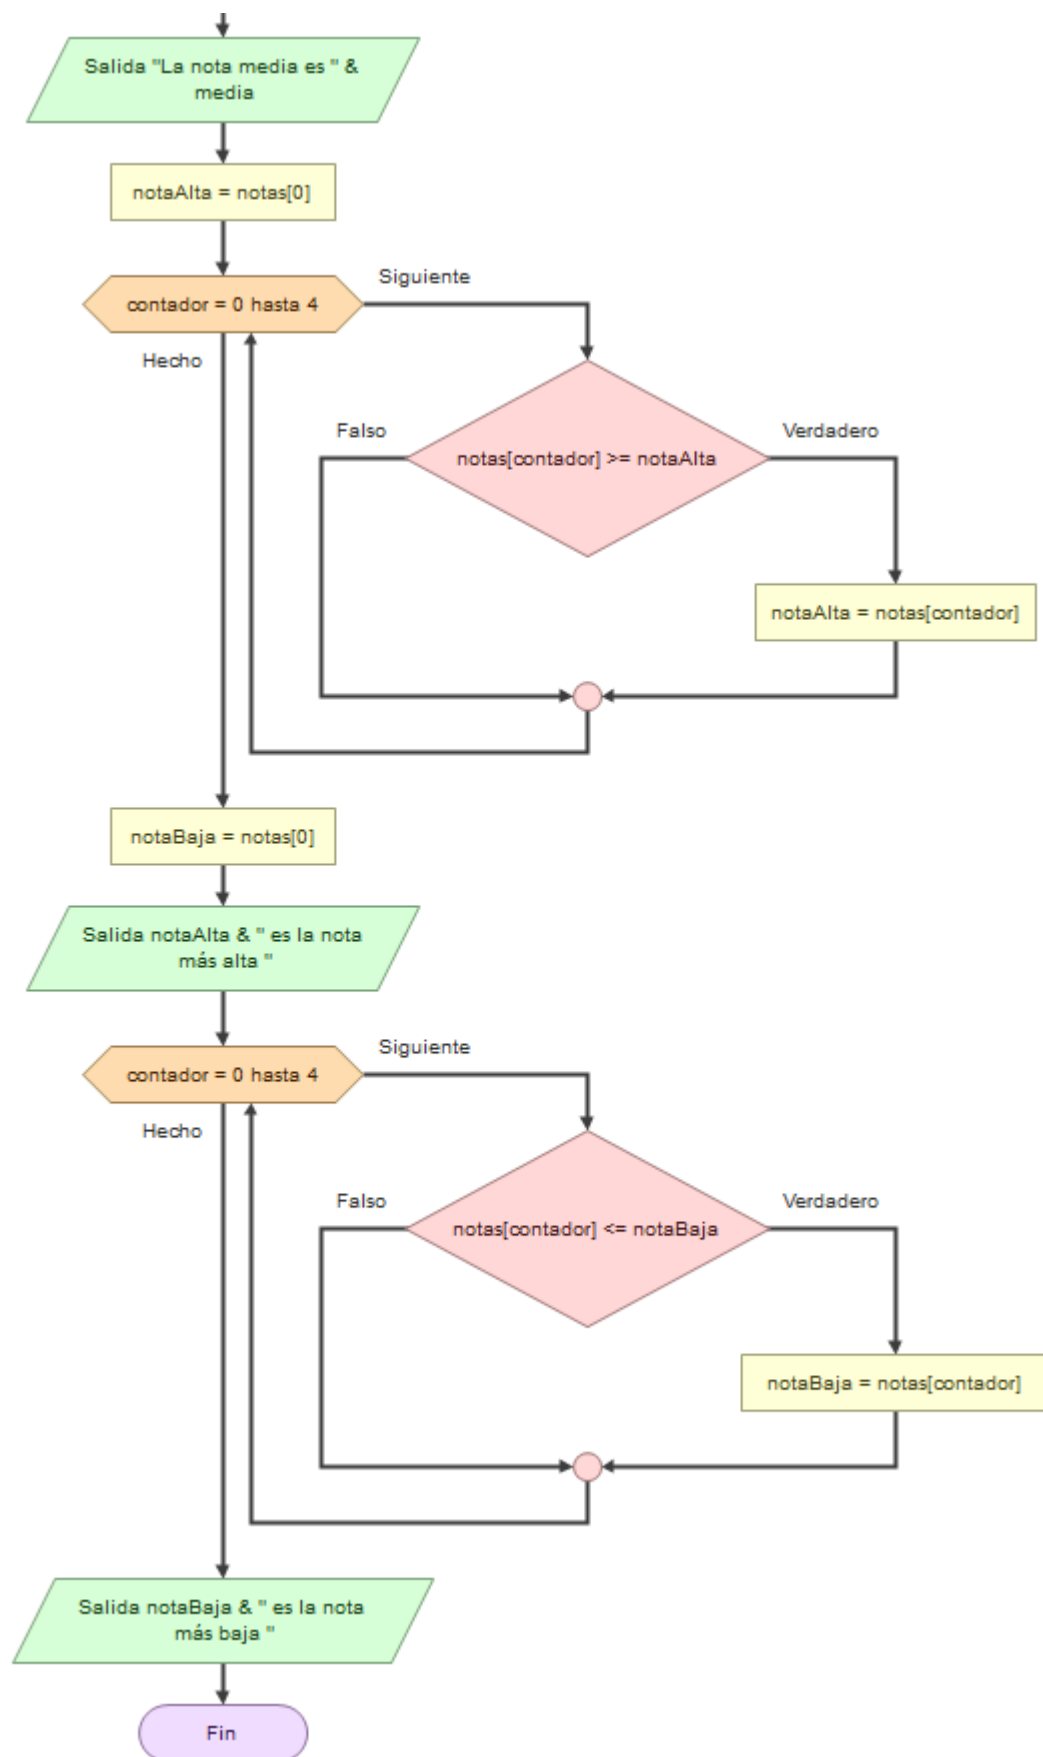 Salida "La nota media es " &
media
notaAlta = notas[0]
Siguiente
contador = 0 hasta 4
Hecho
Falso
Verdadero
notas[contador] >= notaAlta
notaAlta = notas[contador]
notaBaja = notas[0]
Salida notaAlta & " es la nota
más alta "
Siguiente
contador = 0 hasta 4
Hecho
Falso
Verdadero
notas[contador] <= notaBaja
notaBaja = notas[contador]
Salida notaBaja & " es la nota
más baja "
Fin